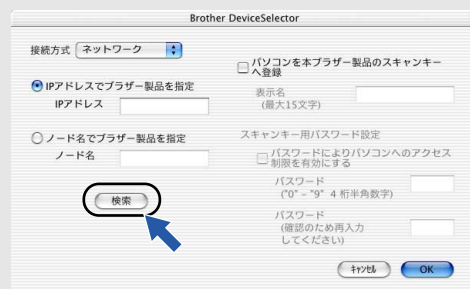 Brother DeviceSelector
接続方式 ネットワーク
IPアドレスでブラザー製品を指定
IPアドレス
ノード名でブラザー製品を指定
ノード名
検索
パソコンを本ブラザー製品のスキャンキー
へ登録
表示名
(最大15文字)
スキャンキー用パスワード設定
パスワードによりパソコンへのアクセス
制限を有効にする
パスワード
("0" – "9" 4 桁半角数字)
パスワード
(確認のため再入力
してください)
キャンセル OK